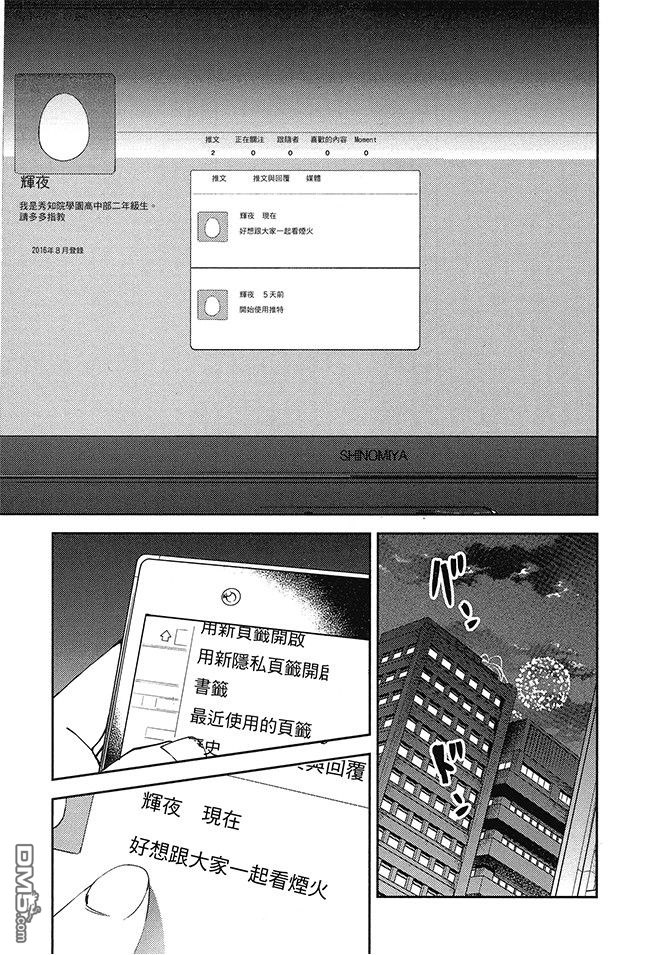 推文 正在關注 跟隨者 喜歡的內容 Moment
2 0 0 0 0
輝夜
我是秀知院學園高中部二年級生。
請多多指教
2016年8月登錄
推文 推文與回覆 媒體
輝夜 現在
好想跟大家一起看煙火
輝夜 5天前
開始使用推特
SHINOMIYA
バン
ドン
用新頁籤開啟
用新隱私頁籤開啟
書籤
最近使用的頁籤
歷史
與回覆
輝夜 現在
好想跟大家一起看煙火
DM5.com